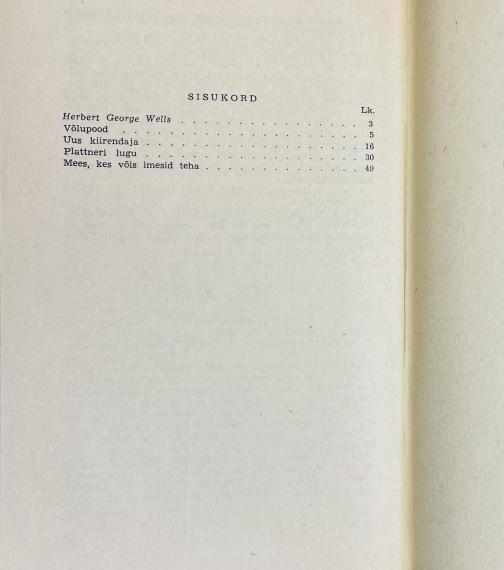 SISUKORD
Lk.
Herbert George Wells . . . . . . . . . . . . . . . . 3
Võlupood . . . . . . . . . . . . . . . . . . . 5
Uus kiirendaja . . . . . . . . . . . . . . . . . 16
Plattneri lugu . . . . . . . . . . . . . . . . . 30
Mees, kes võis imesid teha . . . . . . . . . . . . 49